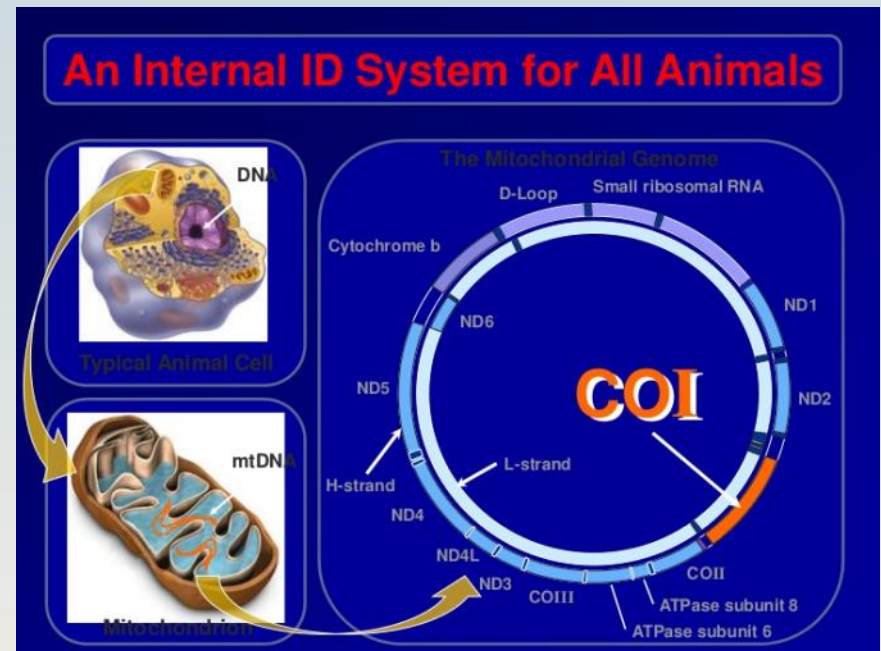 An Internal ID System for All Animals
DNA
Typical Animal Cell
mtDNA
Mitochondrion
The Mitochondrial Genome
D-Loop
Small ribosomal RNA
Cytochrome b
ND1
ND6
ND5
COI
ND2
L-strand
H-strand
ND4
ND4L
ND3
COIII
COII
ATPase subunit 8
ATPase subunit 6